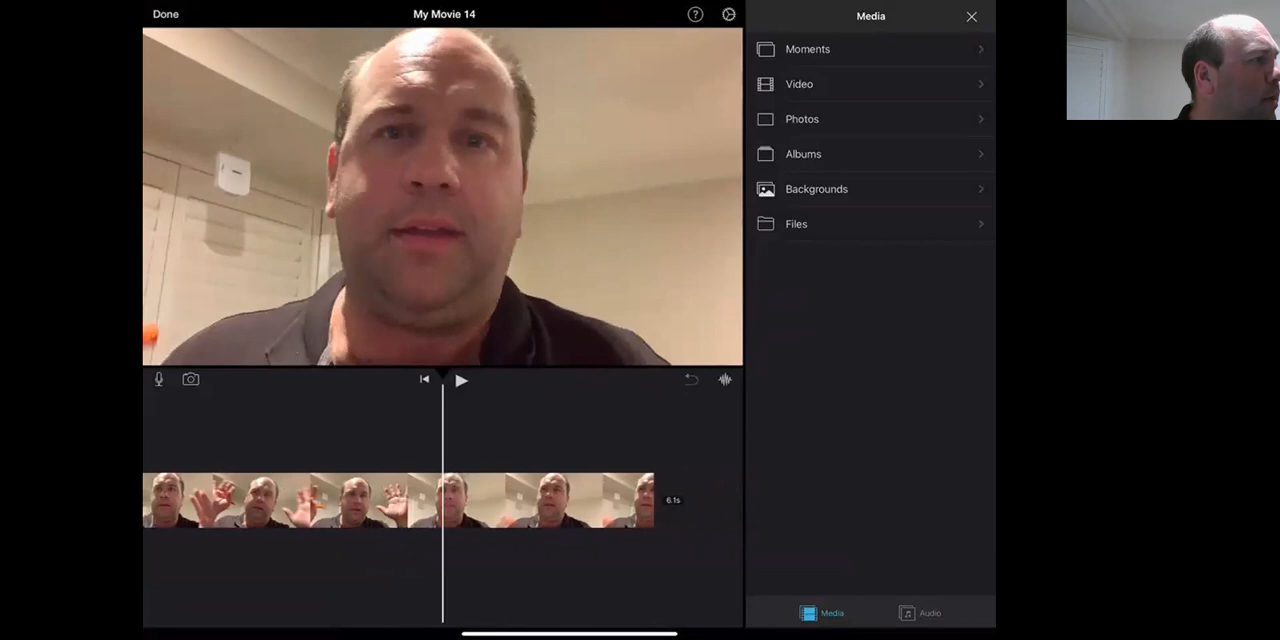 Done
My Movie 14
?
Media
Moments
Video
Photos
Albums
Backgrounds
Files
6.1s
Media
Audio